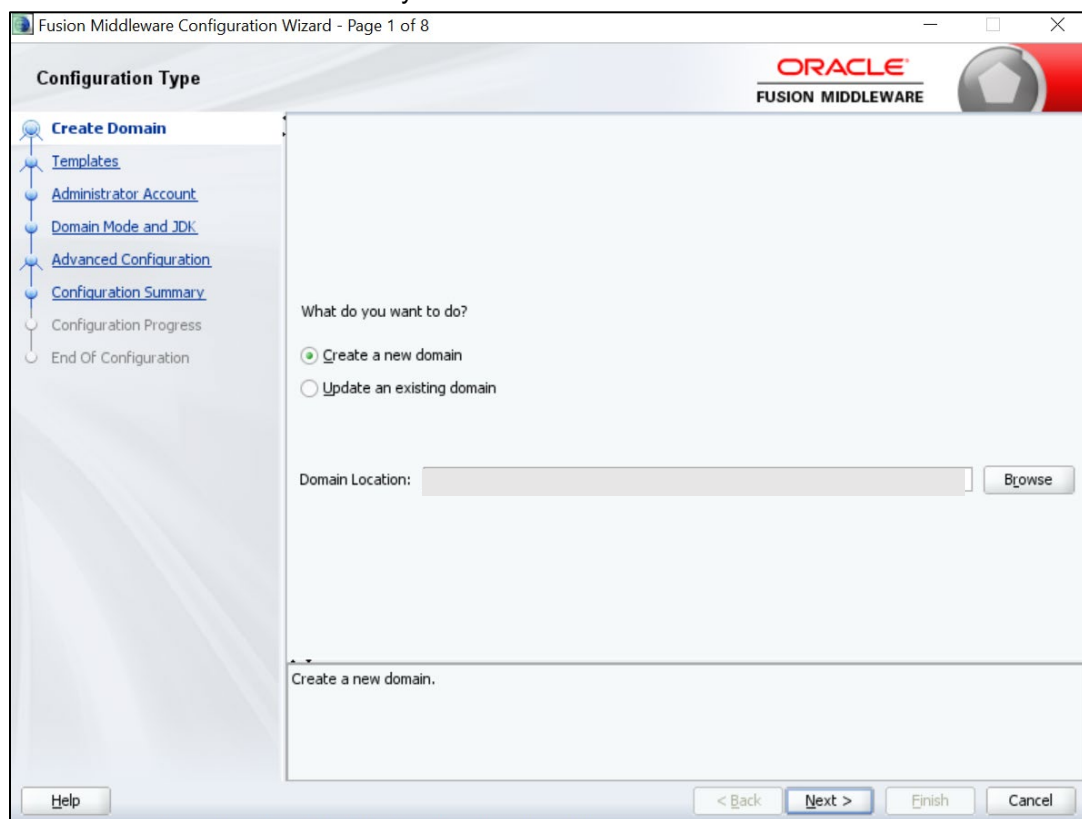 Fusion Middleware Configuration Wizard - Page 1 of 8
Configuration Type
ORACLE
FUSION MIDDLEWARE
Create Domain
Templates
Administrator Account
Domain Mode and JDK
Advanced Configuration
Configuration Summary
Configuration Progress
End Of Configuration
What do you want to do?
Create a new domain
Update an existing domain
Domain Location:
Browse
Create a new domain.
Help
< Back
Next >
Finish
Cancel